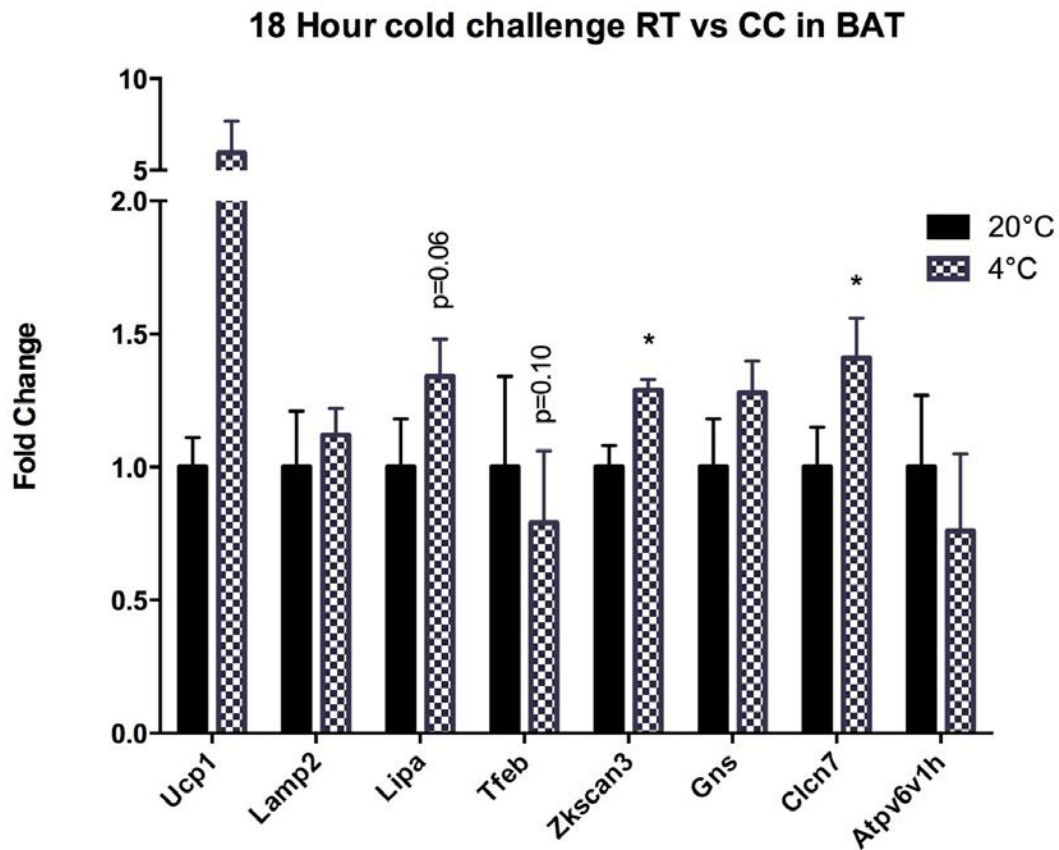 18 Hour cold challenge RT vs CC in BAT
10
5
2.0
1.5
1.0
0.5
0.0
Fold Change
20°C
4°C
p=0.06
p=0.10
*
*
Ucp1
Lamp2
Lipa
Tfeb
Zkscan3
Gns
Clcn7
Atpv6v1h